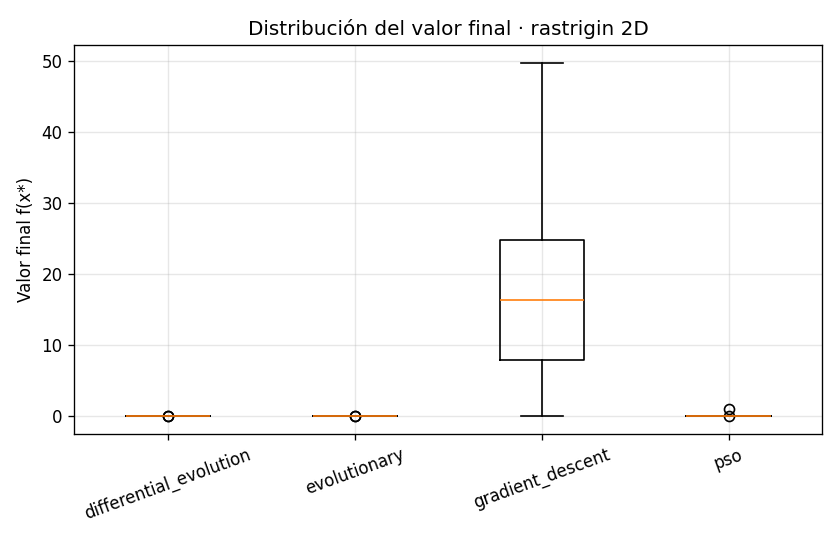 Distribución del valor final · rastrigin 2D
Valor final f(x*)
50
40
30
20
10
0
differential_evolution
evolutionary
gradient_descent
pso